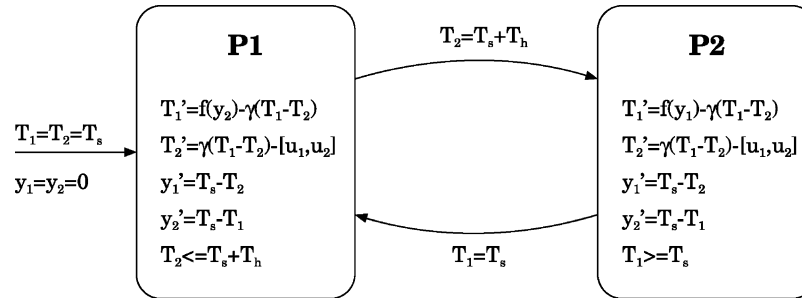 T₁=T₂=Tₛ
y₁=y₂=0
P1
T₁'=f(y₂)-γ(T₁-T₂)
T₂'=γ(T₁-T₂)-[u₁,u₂]
y₁'=Tₛ-T₂
y₂'=Tₛ-T₁
T₂<=Tₛ+Tₕ
T₂=Tₛ+Tₕ
T₁=Tₛ
P2
T₁'=f(y₁)-γ(T₁-T₂)
T₂'=γ(T₁-T₂)-[u₁,u₂]
y₁'=Tₛ-T₂
y₂'=Tₛ-T₁
T₁>=Tₛ